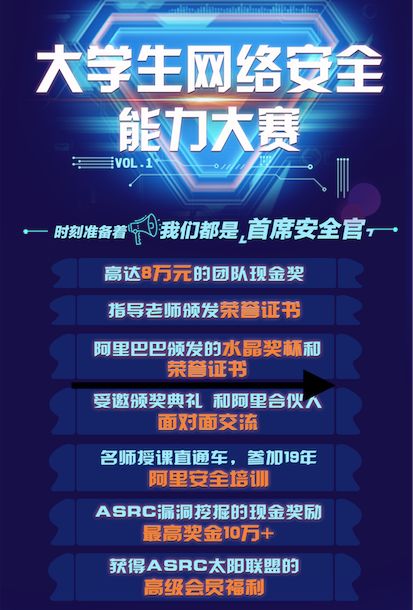 大学生网络安全
能力大赛
VOL.1
时刻准备着 我们都是 首席安全官
高达8万元的团队现金奖
指导老师颁发荣誉证书
阿里巴巴颁发的水晶奖杯和
荣誉证书
受邀颁奖典礼 和阿里合伙人
面对面交流
名师授课直通车，参加19年
阿里安全培训
ASRC漏洞挖掘的现金奖励
最高奖金10万+
获得ASRC太阳联盟的
高级会员福利